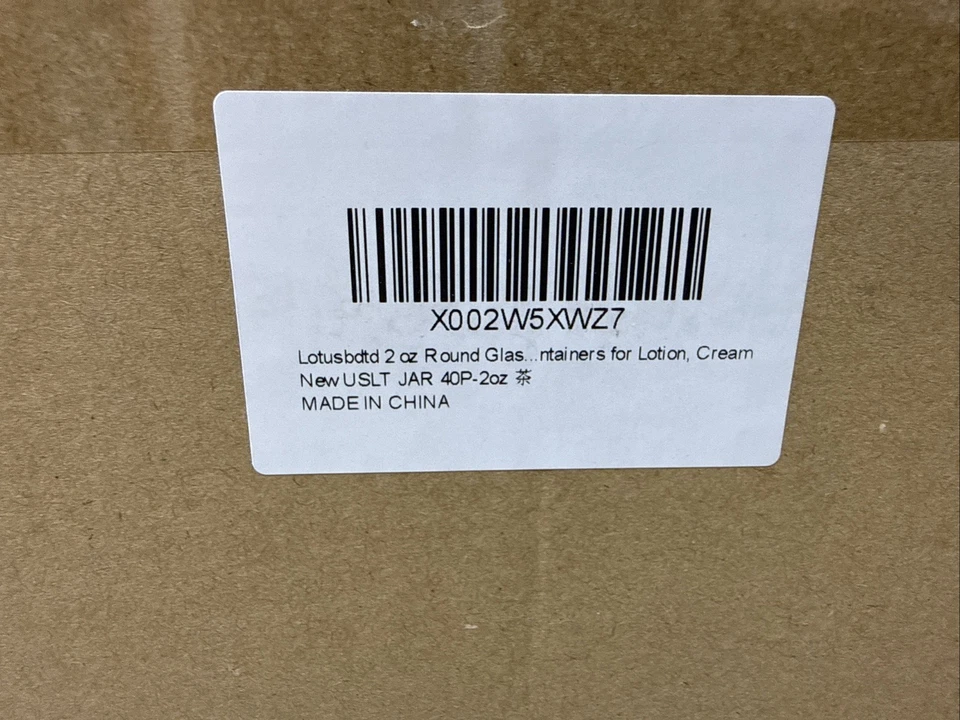 X002W5XWZ7
Lotusbdtd 2 oz Round Glas...ntainers for Lotion, Cream
New USLT JAR 40P-2oz 茶
MADE IN CHINA